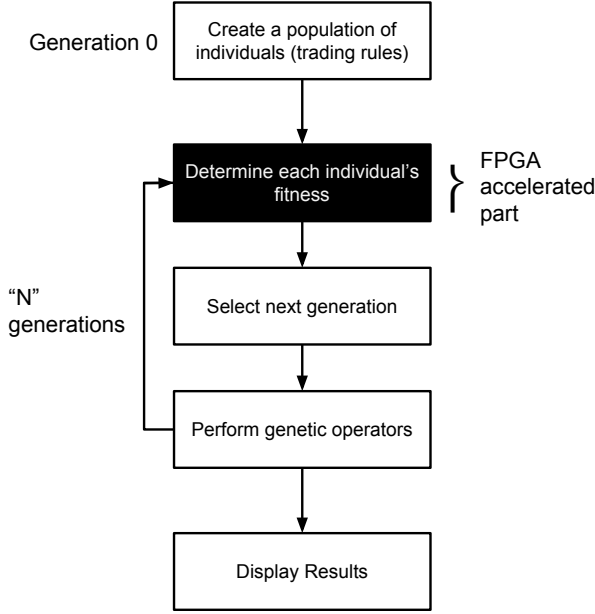 Generation 0
Create a population of
individuals (trading rules)
Determine each individual's
fitness
FPGA
accelerated
part
Select next generation
“N”
generations
Perform genetic operators
Display Results